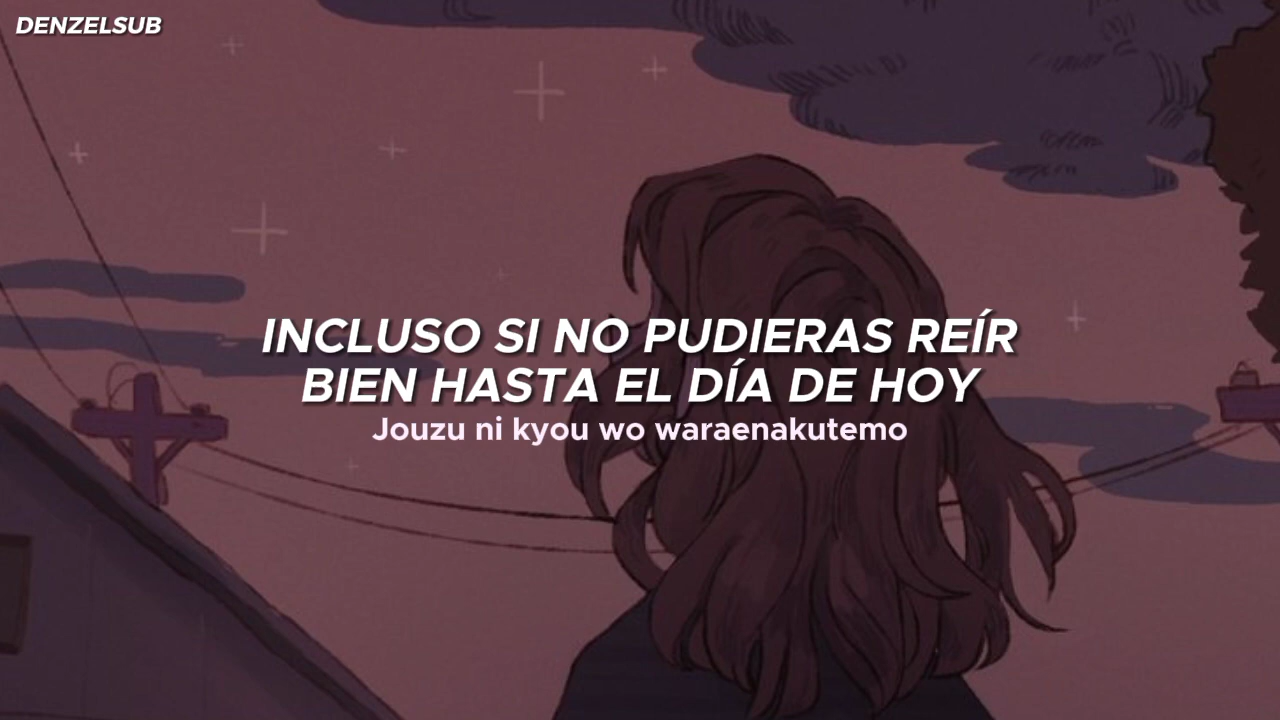 DENZELSUB
INCLUSO SI NO PUDIERAS REÍR
BIEN HASTA EL DÍA DE HOY
Jouzu ni kyou wo waraenakutemo